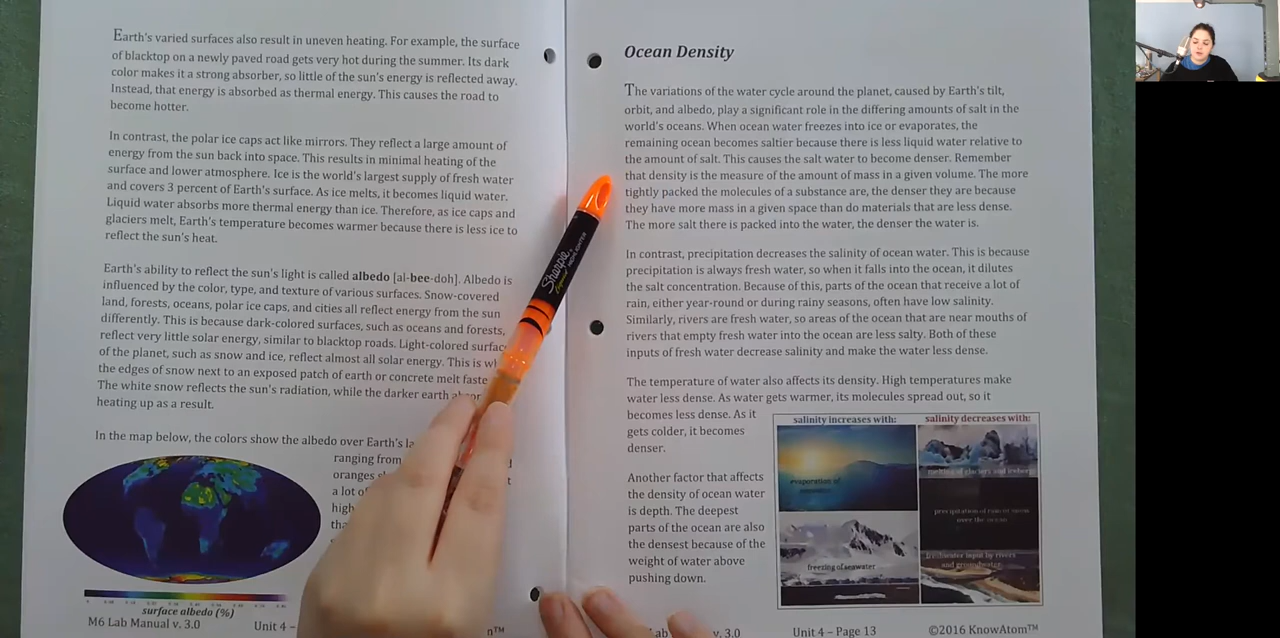 Earth's varied surfaces also result in uneven heating. For example, the surface
of blacktop on a newly paved road gets very hot during the summer. Its dark
color makes it a strong absorber, so little of the sun's energy is reflected away.
Instead, that energy is absorbed as thermal energy. This causes the road to
become hotter.
In contrast, the polar ice caps act like mirrors. They reflect a large amount of
energy from the sun back into space. This results in minimal heating of the
surface and lower atmosphere. Ice is the world's largest supply of fresh water
and covers 3 percent of Earth's surface. As ice melts, it becomes liquid water.
Liquid water absorbs more thermal energy than ice. Therefore, as ice caps and
glaciers melt, Earth's temperature becomes warmer because there is less ice to
reflect the sun's heat.
Earth's ability to reflect the sun's light is called albedo [al-bee-doh]. Albedo is
influenced by the color, type, and texture of various surfaces. Snow-covered
land, forests, oceans, polar ice caps, and cities all reflect energy from the sun
differently. This is because dark-colored surfaces, such as oceans and forests,
reflect very little solar energy, similar to blacktop roads. Light-colored
of the planet, such as snow and ice, reflect almost all solar energy. This is
the edges of snow next to an exposed patch of earth or concrete melt
The white snow reflects the sun's radiation, while the darker earth
heating up as a result.
In the map below, the colors show the albedo over Earth's
ranging from
oranges
a lot
surface albedo (%)
M6 Lab Manual v. 3.0 Unit 4 –
Ocean Density
The variations of the water cycle around the planet, caused by Earth's tilt,
orbit, and albedo, play a significant role in the differing amounts of salt in the
world's oceans. When ocean water freezes into ice or evaporates, the
remaining ocean becomes saltier because there is less liquid water relative to
the amount of salt. This causes the salt water to become denser. Remember
that density is the measure of the amount of mass in a given volume. The more
tightly packed the molecules of a substance are, the denser they are because
they have more mass in a given space than do materials that are less dense.
The more salt there is packed into the water, the denser the water is.
In contrast, precipitation decreases the salinity of ocean water. This is because
precipitation is always fresh water, so when it falls into the ocean, it dilutes
the salt concentration. Because of this, parts of the ocean that receive a lot of
rain, either year-round or during rainy seasons, often have low salinity.
Similarly, rivers are fresh water, so areas of the ocean that are near mouths of
rivers that empty fresh water into the ocean are less salty. Both of these
inputs of fresh water decrease salinity and make the water less dense.
The temperature of water also affects its density. High temperatures make
water less dense. As water gets warmer, its molecules spread out, so it
becomes less dense. As it
gets colder, it becomes
denser.
Another factor that affects
the density of ocean water
is depth. The deepest
parts of the ocean are also
the densest because of the
weight of water above
pushing down.
salinity increases with:
evaporation of
freezing of seawater
salinity decreases with:
melting of glaciers and icebergs
precipitation of rain or snow
over the ocean
freshwater input by rivers
and groundwater
v. 3.0 Unit 4 – Page 13 ©2016 KnowAtom™
Sharpie
HIGHLIGHTER